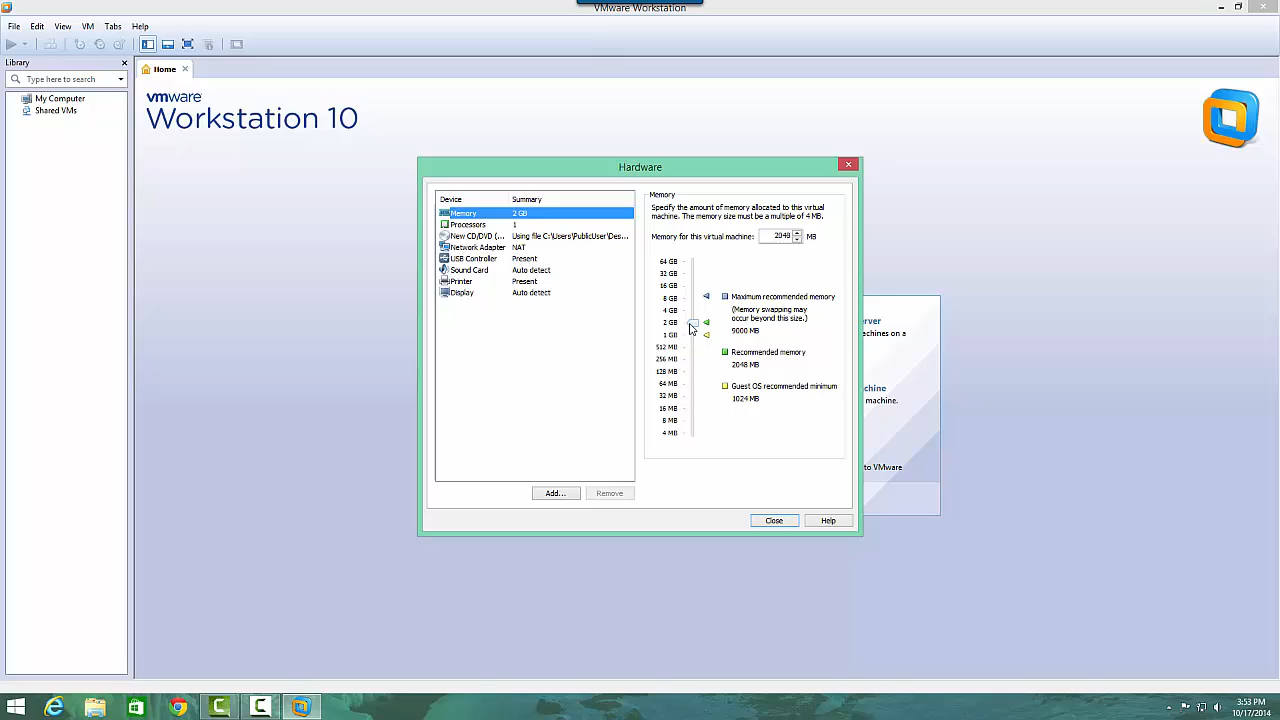 VMware Workstation
File Edit View VM Tabs Help
Library
Type here to search
Home
My Computer
Shared VMs
vmware
Workstation 10
Hardware
Device Summary
Memory 2 GB
Processors 1
New CD/DVD (... Using file C:\Users\PublicUser\Des...
Network Adapter NAT
USB Controller Present
Sound Card Auto detect
Printer Present
Display Auto detect
Add...
Remove
Memory
Specify the amount of memory allocated to this virtual
machine. The memory size must be a multiple of 4 MB.
Memory for this virtual machine: 2048 MB
64 GB
32 GB
16 GB
8 GB
4 GB
2 GB
1 GB
512 MB
256 MB
128 MB
64 MB
32 MB
16 MB
8 MB
4 MB
Maximum recommended memory
(Memory swapping may
occur beyond this size.)
9000 MB
Recommended memory
2048 MB
Guest OS recommended minimum
1024 MB
Close
Help
rver
machines on a
chine
machine.
to VMware
3:53 PM
10/17/2014